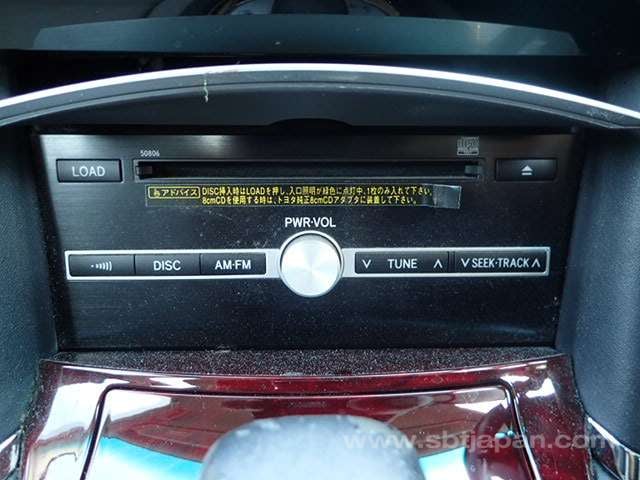 50806
LOAD
アドバイス DISC挿入時はLOADを押し、入口照明が緑色に点灯中、1枚のみ入れて下さい。
8cmCDを使用する時は、トヨタ純正8cmCDアダプタに装着して下さい。
PWR·VOL
DISC AM·FM TUNE SEEK·TRACK
www.sbtjapan.com